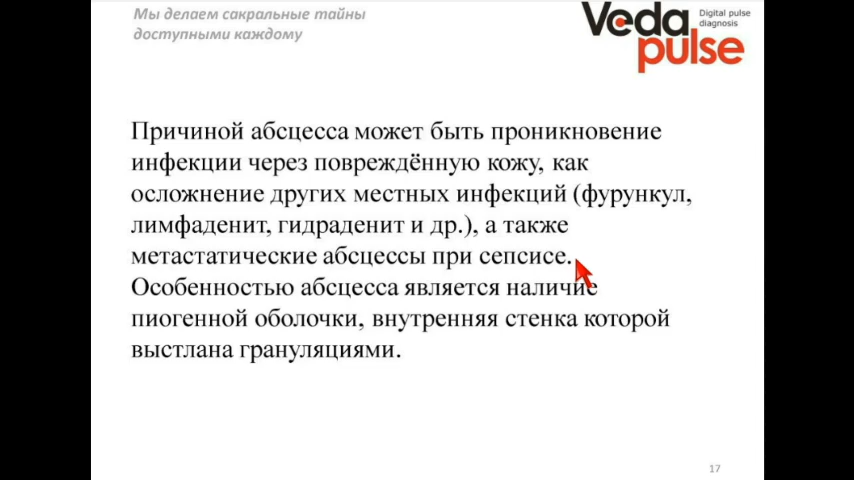 Мы делаем сакральные тайны
доступными каждому
Veda
pulse
Digital pulse
diagnosis
Причиной абсцесса может быть проникновение
инфекции через повреждённую кожу, как
осложнение других местных инфекций (фурункул,
лимфаденит, гидраденит и др.), а также
метастатические абсцессы при сепсисе.
Особенностью абсцесса является наличие
пиогенной оболочки, внутренняя стенка которой
выстлана грануляциями.
17